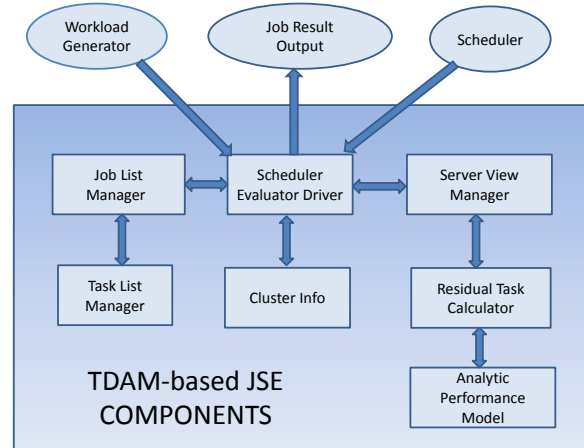 Workload
Generator
Job Result
Output
Scheduler
Job List
Manager
Scheduler
Evaluator Driver
Server View
Manager
Task List
Manager
Cluster Info
Residual Task
Calculator
Analytic
Performance
Model
TDAM-based JSE
COMPONENTS